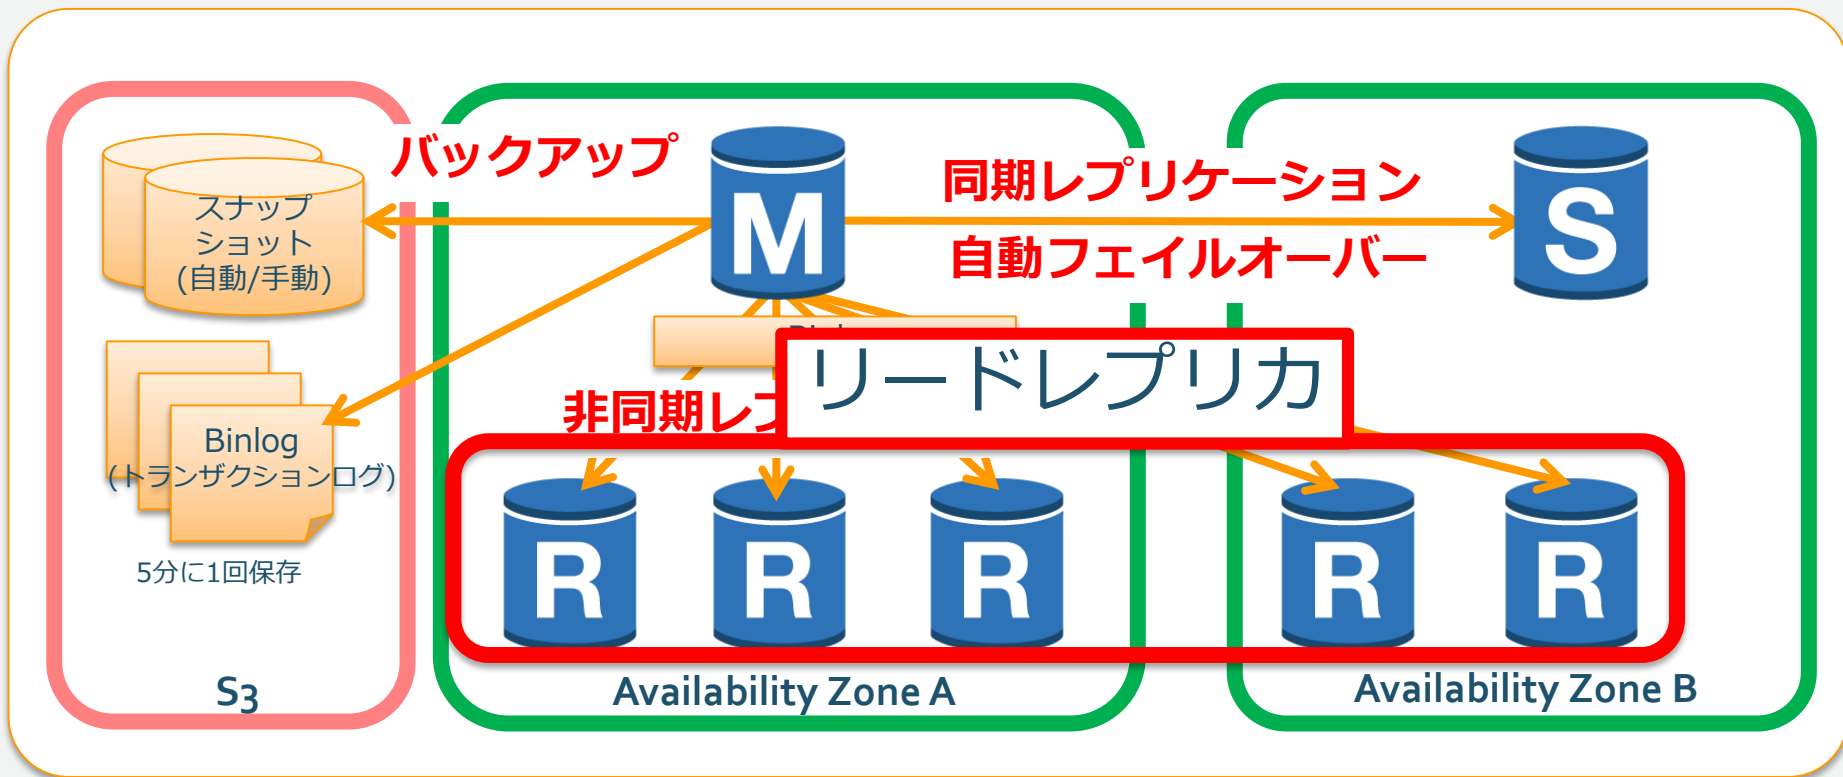 バックアップ
スナップ
ショット
(自動/手動)
M
同期レプリケーション
自動フェイルオーバー
S
リードレプリカ
非同期レプ
Binlog
(トランザクションログ)
5分に1回保存
R
R
R
R
R
S3
Availability Zone A
Availability Zone B